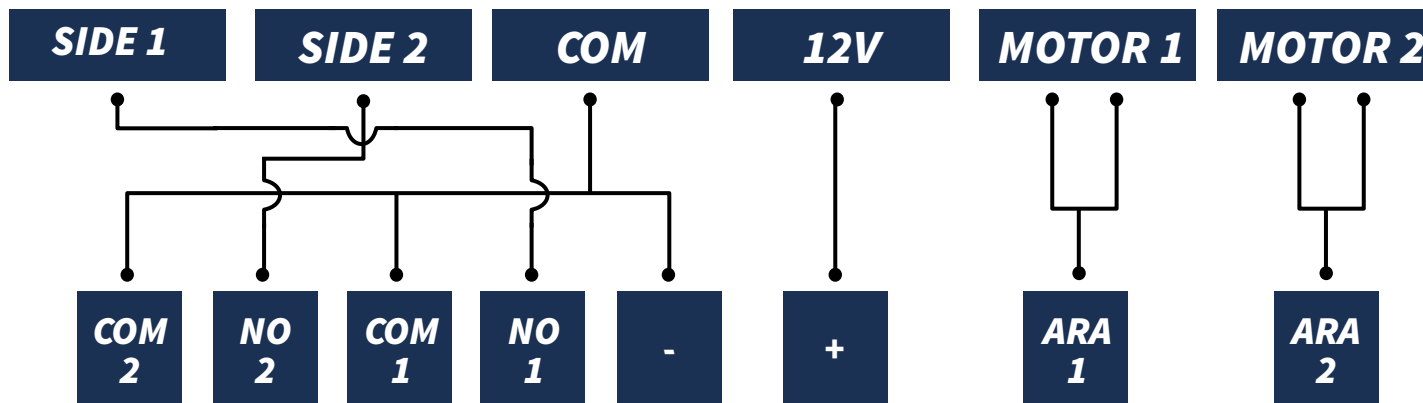 SIDE 1
SIDE 2
COM
12V
MOTOR 1
MOTOR 2
COM
2
NO
2
COM
1
NO
1
-
+
ARA
1
ARA
2